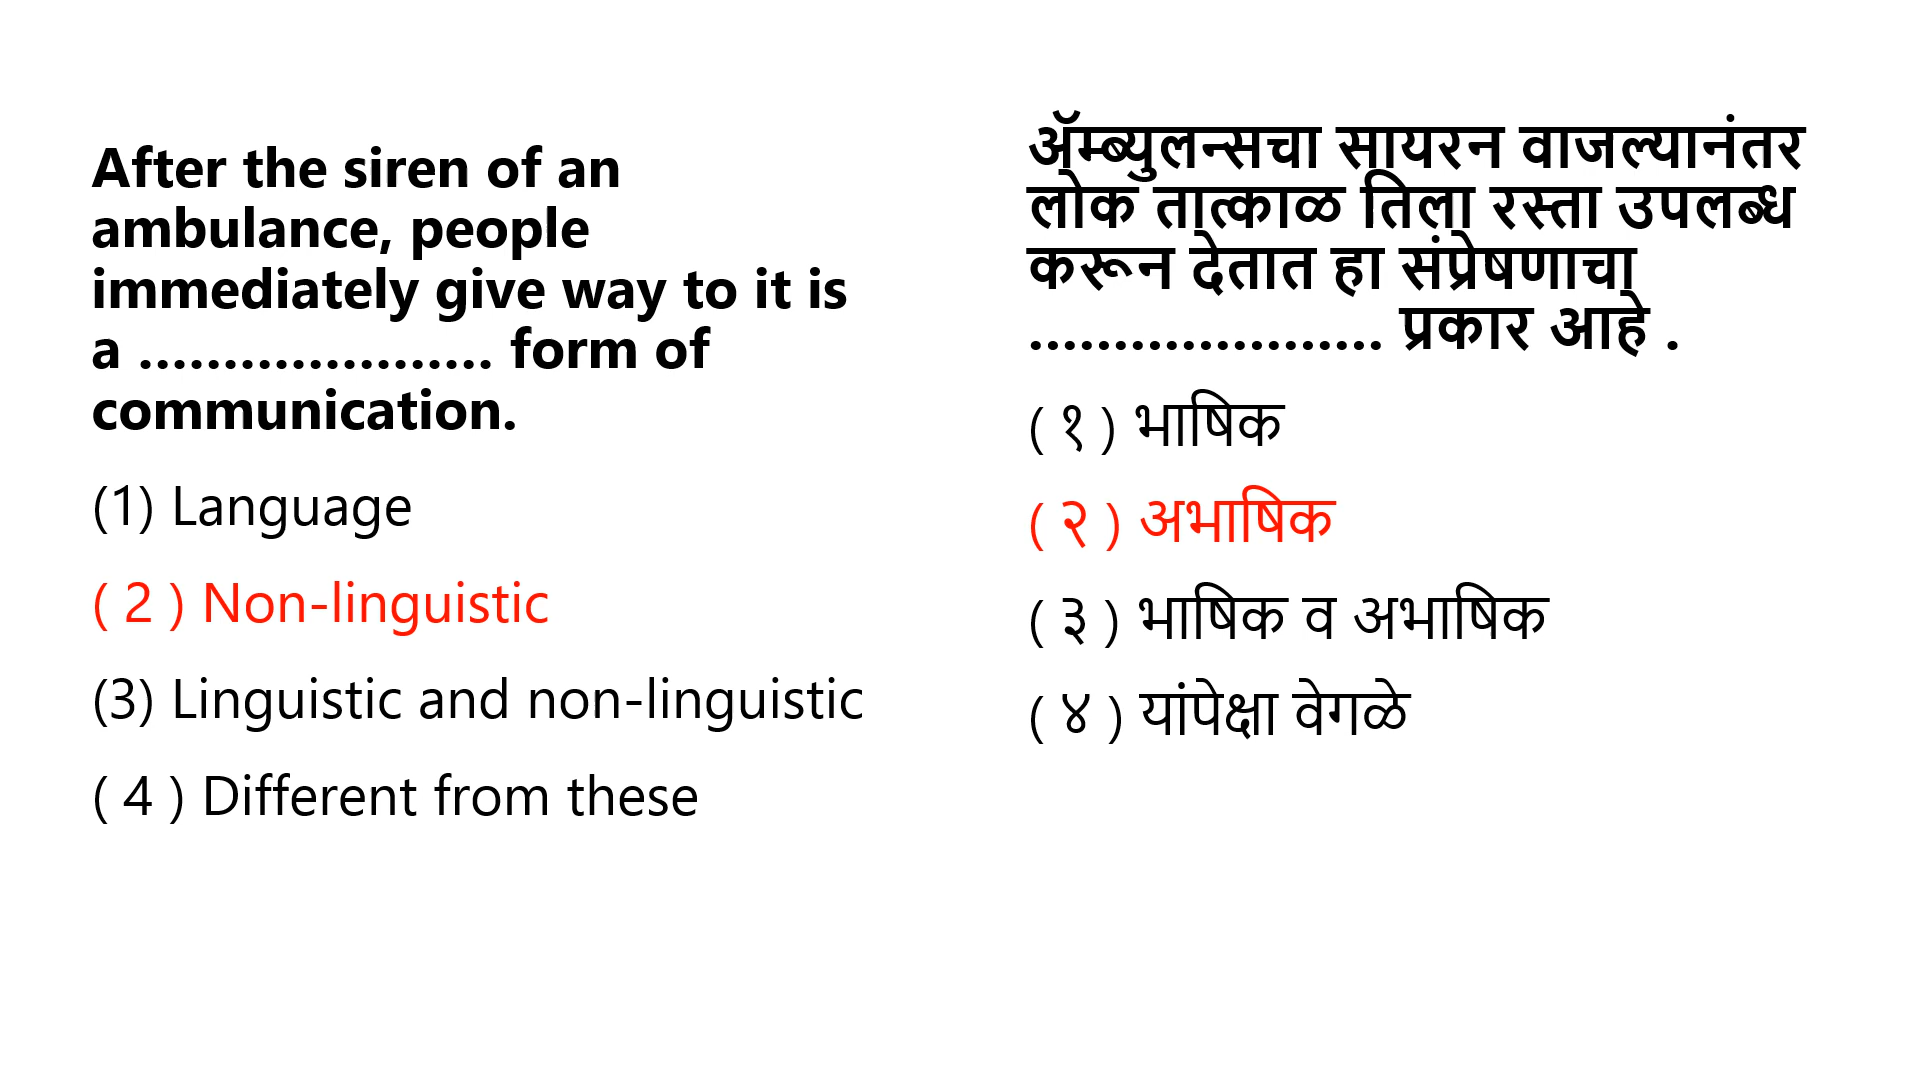 After the siren of an
ambulance, people
immediately give way to it is
a ..................... form of
communication.
(1) Language
( 2 ) Non-linguistic
(3) Linguistic and non-linguistic
( 4 ) Different from these
ॲम्ब्युलन्सचा सायरन वाजल्यानंतर
लोक तात्काळ तिला रस्ता उपलब्ध
करून देतात हा संप्रेषणाचा
..................... प्रकार आहे .
( १ ) भाषिक
( २ ) अभाषिक
( ३ ) भाषिक व अभाषिक
( ४ ) यांपेक्षा वेगळे